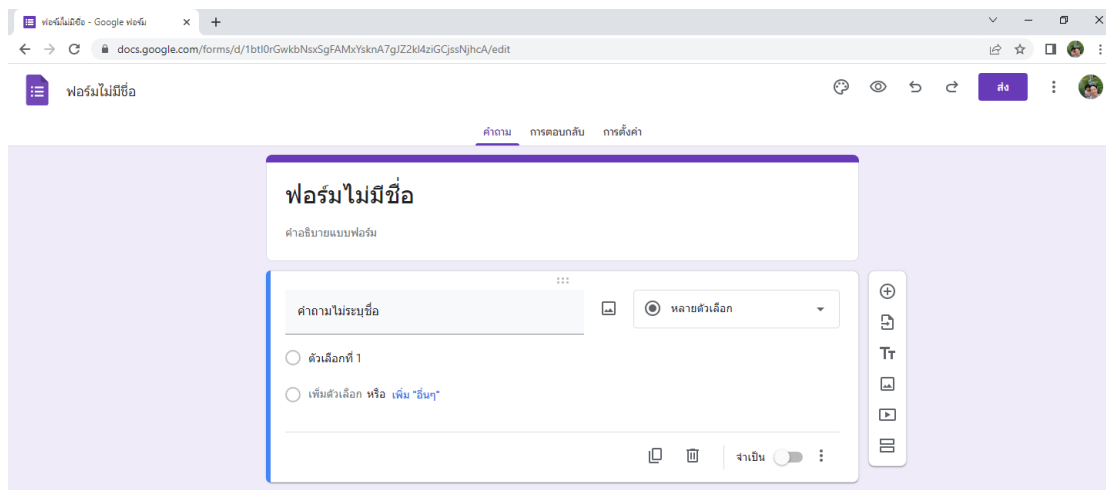 ฟอร์มไม่มีชื่อ - Google ฟอร์ม
docs.google.com/forms/d/1btl0rGwkbNsxSgFAMxYsknA7gJZ2kl4ziGCjssNjhcA/edit
ฟอร์มไม่มีชื่อ
ส่ง
คำถาม การตอบกลับ การตั้งค่า
ฟอร์มไม่มีชื่อ
คำอธิบายแบบฟอร์ม
คำถามไม่ระบุชื่อ
หลายตัวเลือก
ตัวเลือกที่ 1
เพิ่มตัวเลือก หรือ เพิ่ม "อื่นๆ"
จำเป็น
Tт